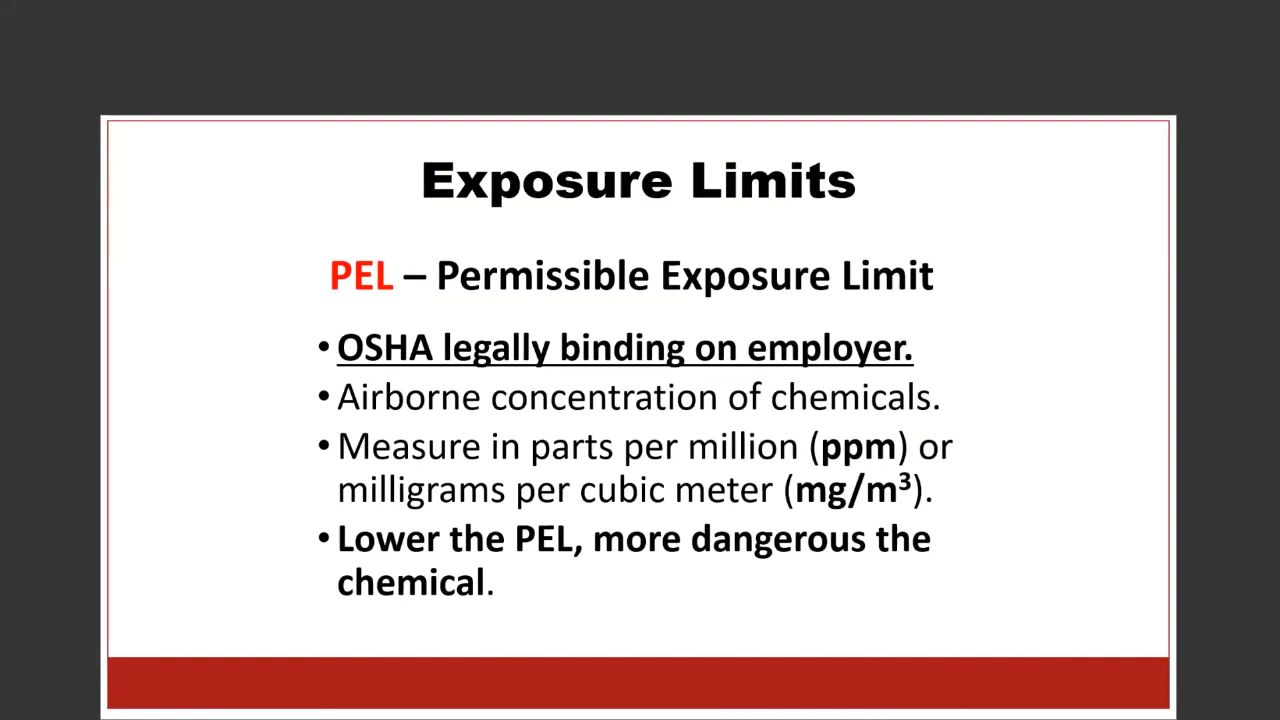 Exposure Limits
PEL – Permissible Exposure Limit
• OSHA legally binding on employer.
• Airborne concentration of chemicals.
• Measure in parts per million (ppm) or
milligrams per cubic meter (mg/m³).
• Lower the PEL, more dangerous the
chemical.